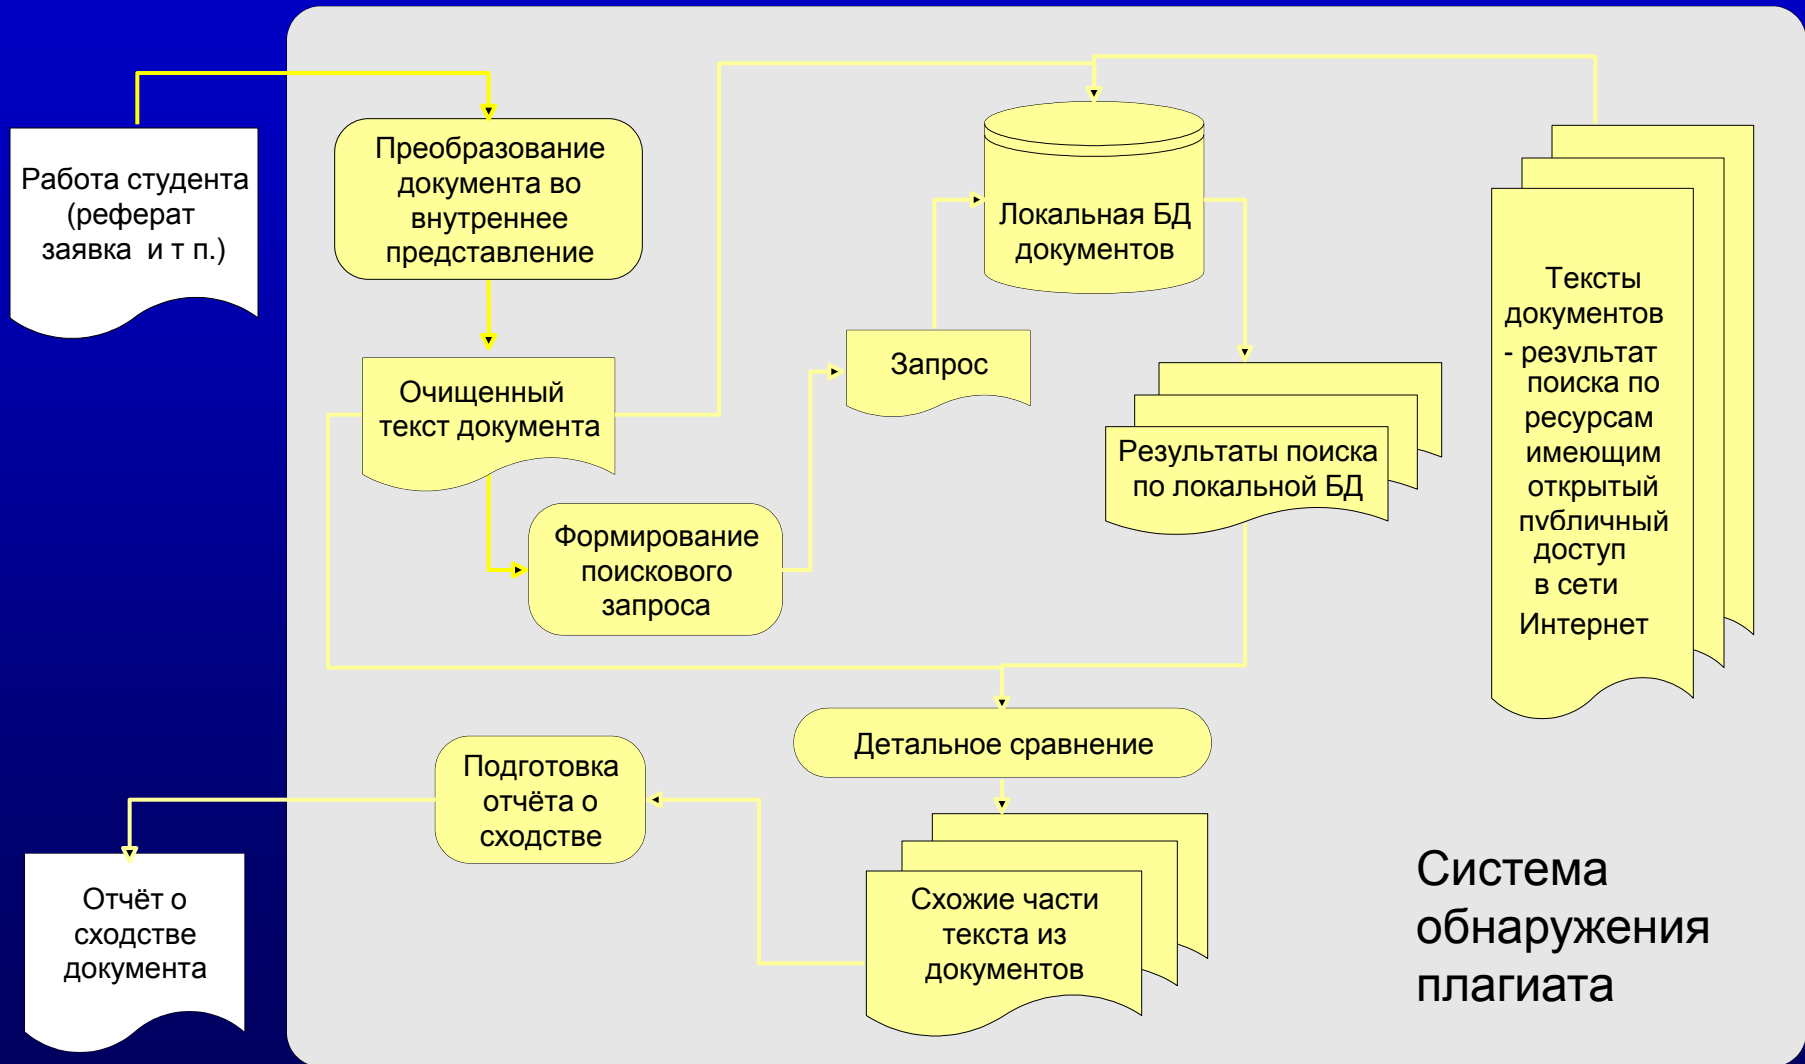 Работа студента
(реферат
заявка и т п.)
Преобразование
документа во
внутреннее
представление
Локальная БД
документов
Тексты
документов
- результат
поиска по
ресурсам
имеющим
открытый
публичный
доступ
в сети
Интернет
Очищенный
текст документа
Запрос
Результаты поиска
по локальной БД
Формирование
поискового
запроса
Детальное сравнение
Подготовка
отчёта о
сходстве
Отчёт о
сходстве
документа
Схожие части
текста из
документов
Система
обнаружения
плагиата